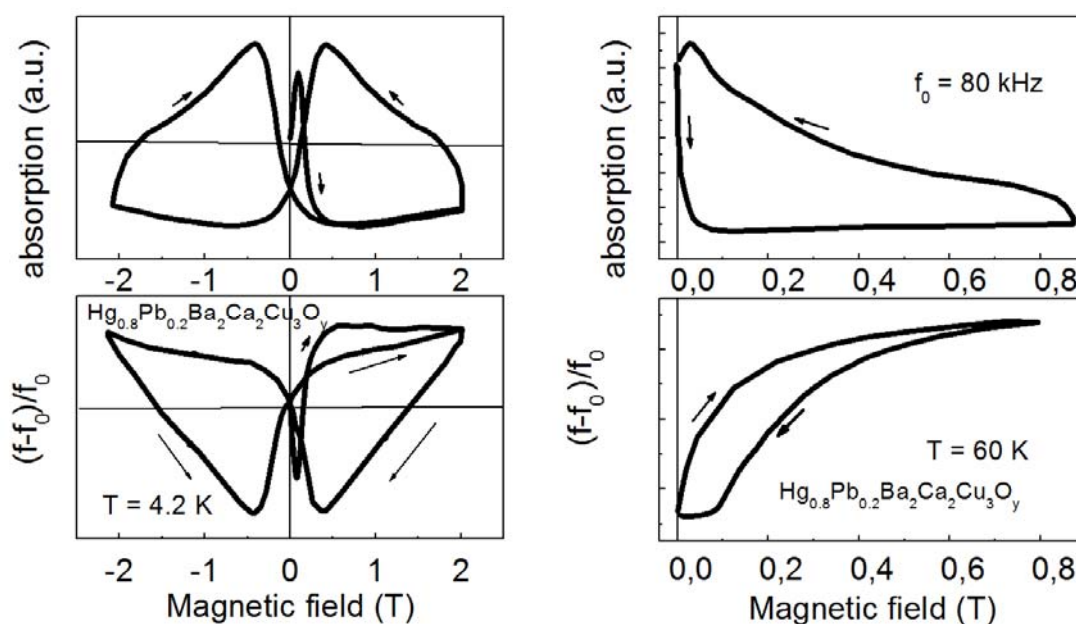 absorption (a.u.)
-2 -1 0 1 2
Hg₀.₈Pb₀.₂Ba₂Ca₂Cu₃Oᵧ
(f-f₀)/f₀
T = 4.2 K
-2 -1 0 1 2
Magnetic field (T)
absorption (a.u.)
f₀ = 80 kHz
0,0 0,2 0,4 0,6 0,8
(f-f₀)/f₀
T = 60 K
Hg₀.₈Pb₀.₂Ba₂Ca₂Cu₃Oᵧ
0,0 0,2 0,4 0,6 0,8
Magnetic field (T)